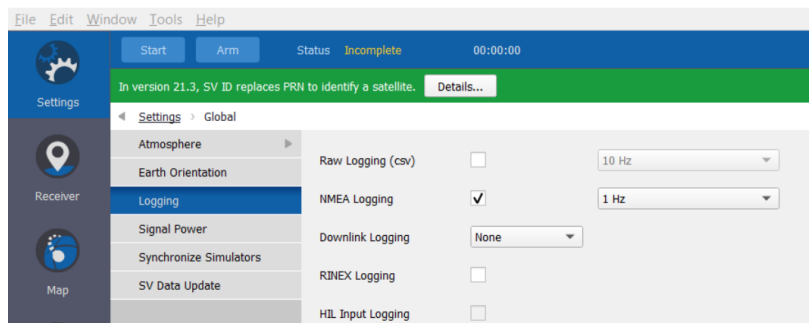 File Edit Window Tools Help
Start Arm Status Incomplete 00:00:00
In version 21.3, SV ID replaces PRN to identify a satellite. Details...
Settings
Settings › Global
Atmosphere
Earth Orientation
Logging
Signal Power
Synchronize Simulators
SV Data Update
Receiver
Map
Raw Logging (csv) 10 Hz
NMEA Logging 1 Hz
Downlink Logging None
RINEX Logging
HIL Input Logging